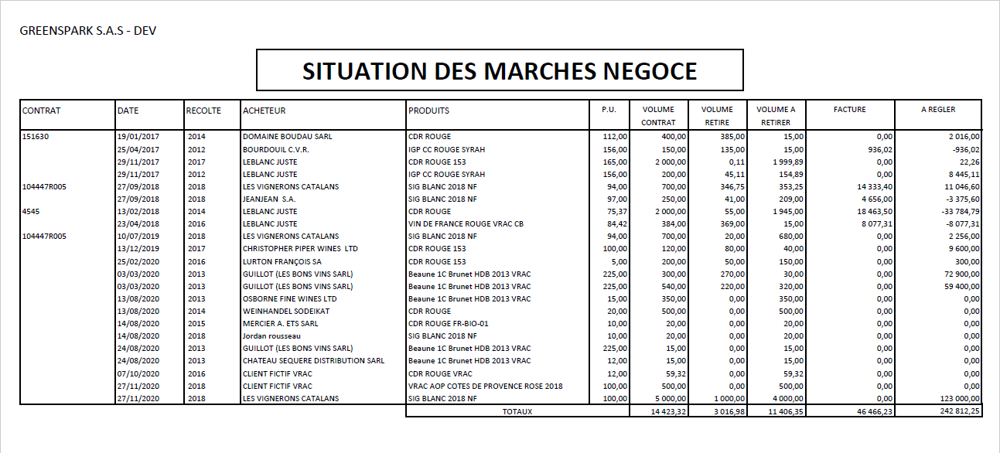 GREENSPARK S.A.S - DEV
SITUATION DES MARCHES NEGOCE
CONTRAT DATE RECOLTE ACHETEUR PRODUITS P.U. VOLUME CONTRAT VOLUME RETIRE VOLUME A RETIRER FACTURE A REGLER
151630 19/01/2017 2014 DOMAINE BOUDAU SARL CDR ROUGE 112,00 400,00 385,00 15,00 0,00 2 016,00
25/04/2017 2012 BOURDOUIL C.V.R. IGP CC ROUGE SYRAH 156,00 150,00 135,00 15,00 936,02 -936,02
29/11/2017 2017 LEBLANC JUSTE CDR ROUGE 153 165,00 2 000,00 0,11 1 999,89 0,00 22,26
29/11/2017 2012 LEBLANC JUSTE IGP CC ROUGE SYRAH 156,00 200,00 45,11 154,89 0,00 8 445,11
104447R005 27/09/2018 2018 LES VIGNERONS CATALANS SIG BLANC 2018 NF 94,00 700,00 346,75 353,25 14 333,40 11 046,60
27/09/2018 2018 JEANJEAN S.A. SIG BLANC 2018 NF 97,00 250,00 41,00 209,00 4 656,00 -3 375,60
4545 13/02/2018 2014 LEBLANC JUSTE CDR ROUGE 75,37 2 000,00 55,00 1 945,00 18 463,50 -33 784,79
23/04/2018 2016 LEBLANC JUSTE VIN DE FRANCE ROUGE VRAC CB 84,42 384,00 369,00 15,00 8 077,31 -8 077,31
104447R005 10/07/2019 2018 LES VIGNERONS CATALANS SIG BLANC 2018 NF 94,00 700,00 20,00 680,00 0,00 2 256,00
13/12/2019 2017 CHRISTOPHER PIPER WINES LTD CDR ROUGE 153 100,00 120,00 80,00 40,00 0,00 9 600,00
25/02/2020 2016 LURTON FRANÇOIS SA CDR ROUGE 153 5,00 200,00 50,00 150,00 0,00 300,00
03/03/2020 2013 GUILLOT (LES BONS VINS SARL) Beaune 1C Brunet HDB 2013 VRAC 225,00 300,00 270,00 30,00 0,00 72 900,00
03/03/2020 2013 GUILLOT (LES BONS VINS SARL) Beaune 1C Brunet HDB 2013 VRAC 225,00 540,00 220,00 320,00 0,00 59 400,00
13/08/2020 2013 OSBORNE FINE WINES LTD Beaune 1C Brunet HDB 2013 VRAC 15,00 350,00 0,00 350,00 0,00 0,00
13/08/2020 2014 WEINHANDEL SODEIKAT CDR ROUGE 20,00 500,00 0,00 500,00 0,00 0,00
14/08/2020 2015 MERCIER A. ETS SARL CDR ROUGE FR-BIO-01 10,00 20,00 0,00 20,00 0,00 0,00
14/08/2020 2018 Jordan rousseau SIG BLANC 2018 NF 10,00 20,00 0,00 20,00 0,00 0,00
24/08/2020 2013 GUILLOT (LES BONS VINS SARL) Beaune 1C Brunet HDB 2013 VRAC 225,00 15,00 0,00 15,00 0,00 0,00
24/08/2020 2013 CHATEAU SEQUERE DISTRIBUTION SARL Beaune 1C Brunet HDB 2013 VRAC 12,00 15,00 0,00 15,00 0,00 0,00
07/10/2020 2016 CLIENT FICTIF VRAC CDR ROUGE VRAC 12,00 59,32 0,00 59,32 0,00 0,00
27/11/2020 2018 CLIENT FICTIF VRAC VRAC AOP COTES DE PROVENCE ROSE 2018 100,00 500,00 0,00 500,00 0,00 0,00
27/11/2020 2018 LES VIGNERONS CATALANS SIG BLANC 2018 NF 100,00 5 000,00 1 000,00 4 000,00 0,00 123 000,00
TOTAUX 14 423,32 3 016,98 11 406,35 46 466,23 242 812,25